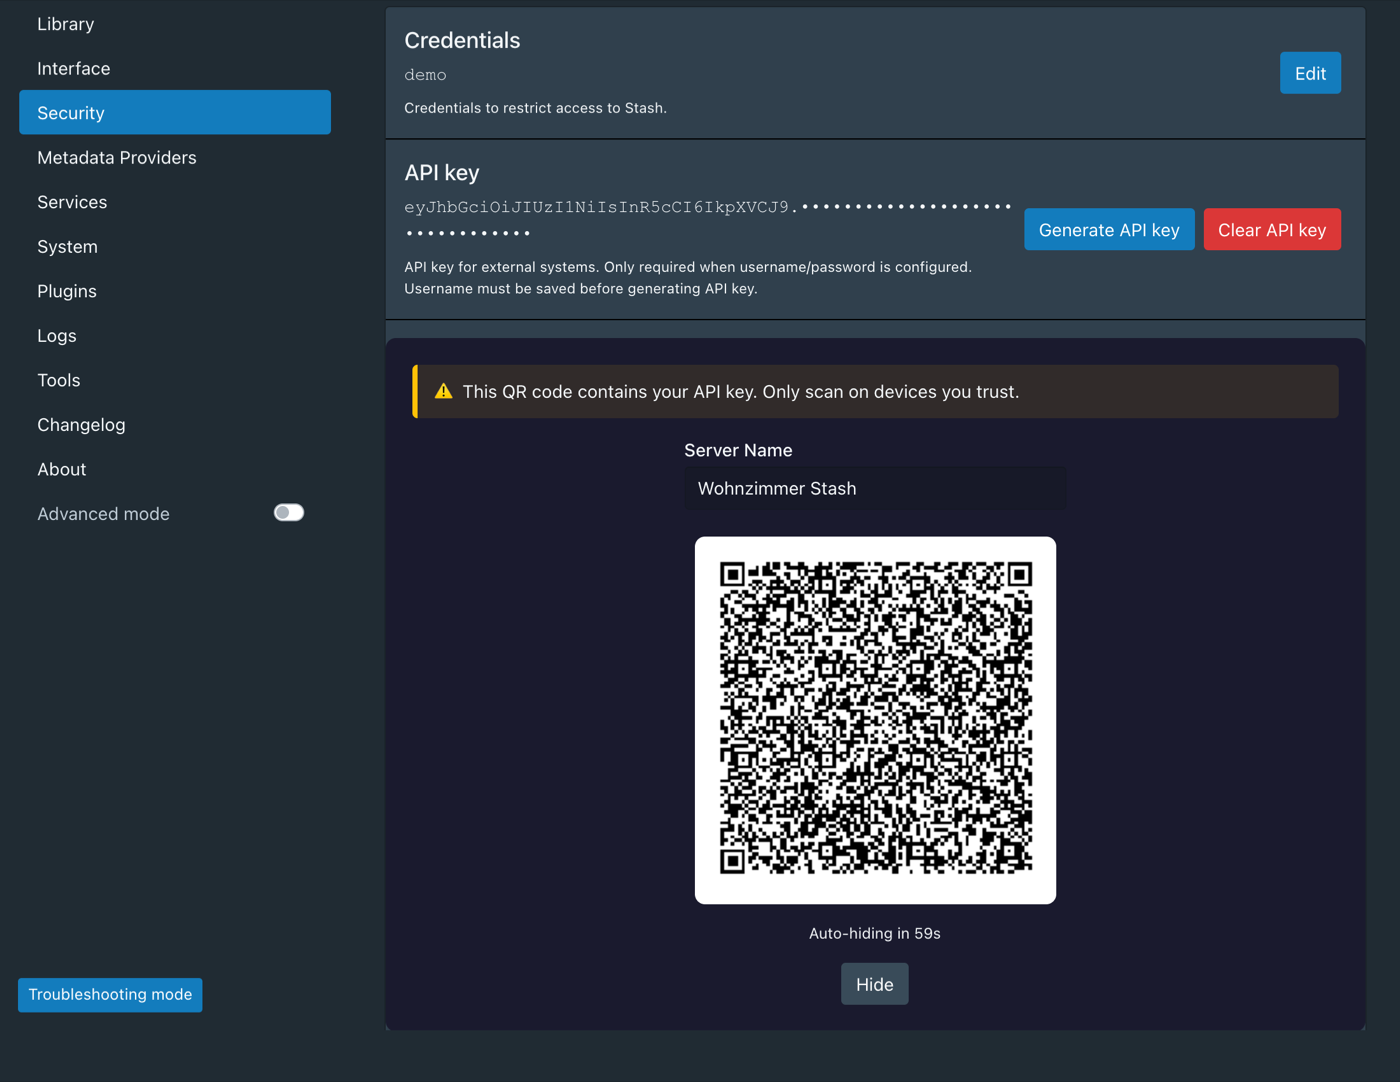 Library
Interface
Security
Metadata Providers
Services
System
Plugins
Logs
Tools
Changelog
About
Advanced mode
Troubleshooting mode
Credentials
demo
Credentials to restrict access to Stash.
Edit
API key
eyJhbGciOiJIUzI1NiIsInR5cCI6IkpXVCJ9.••••••••••••••••••••
••••••••••••
Generate API key
Clear API key
API key for external systems. Only required when username/password is configured.
Username must be saved before generating API key.
This QR code contains your API key. Only scan on devices you trust.
Server Name
Wohnzimmer Stash
Auto-hiding in 59s
Hide